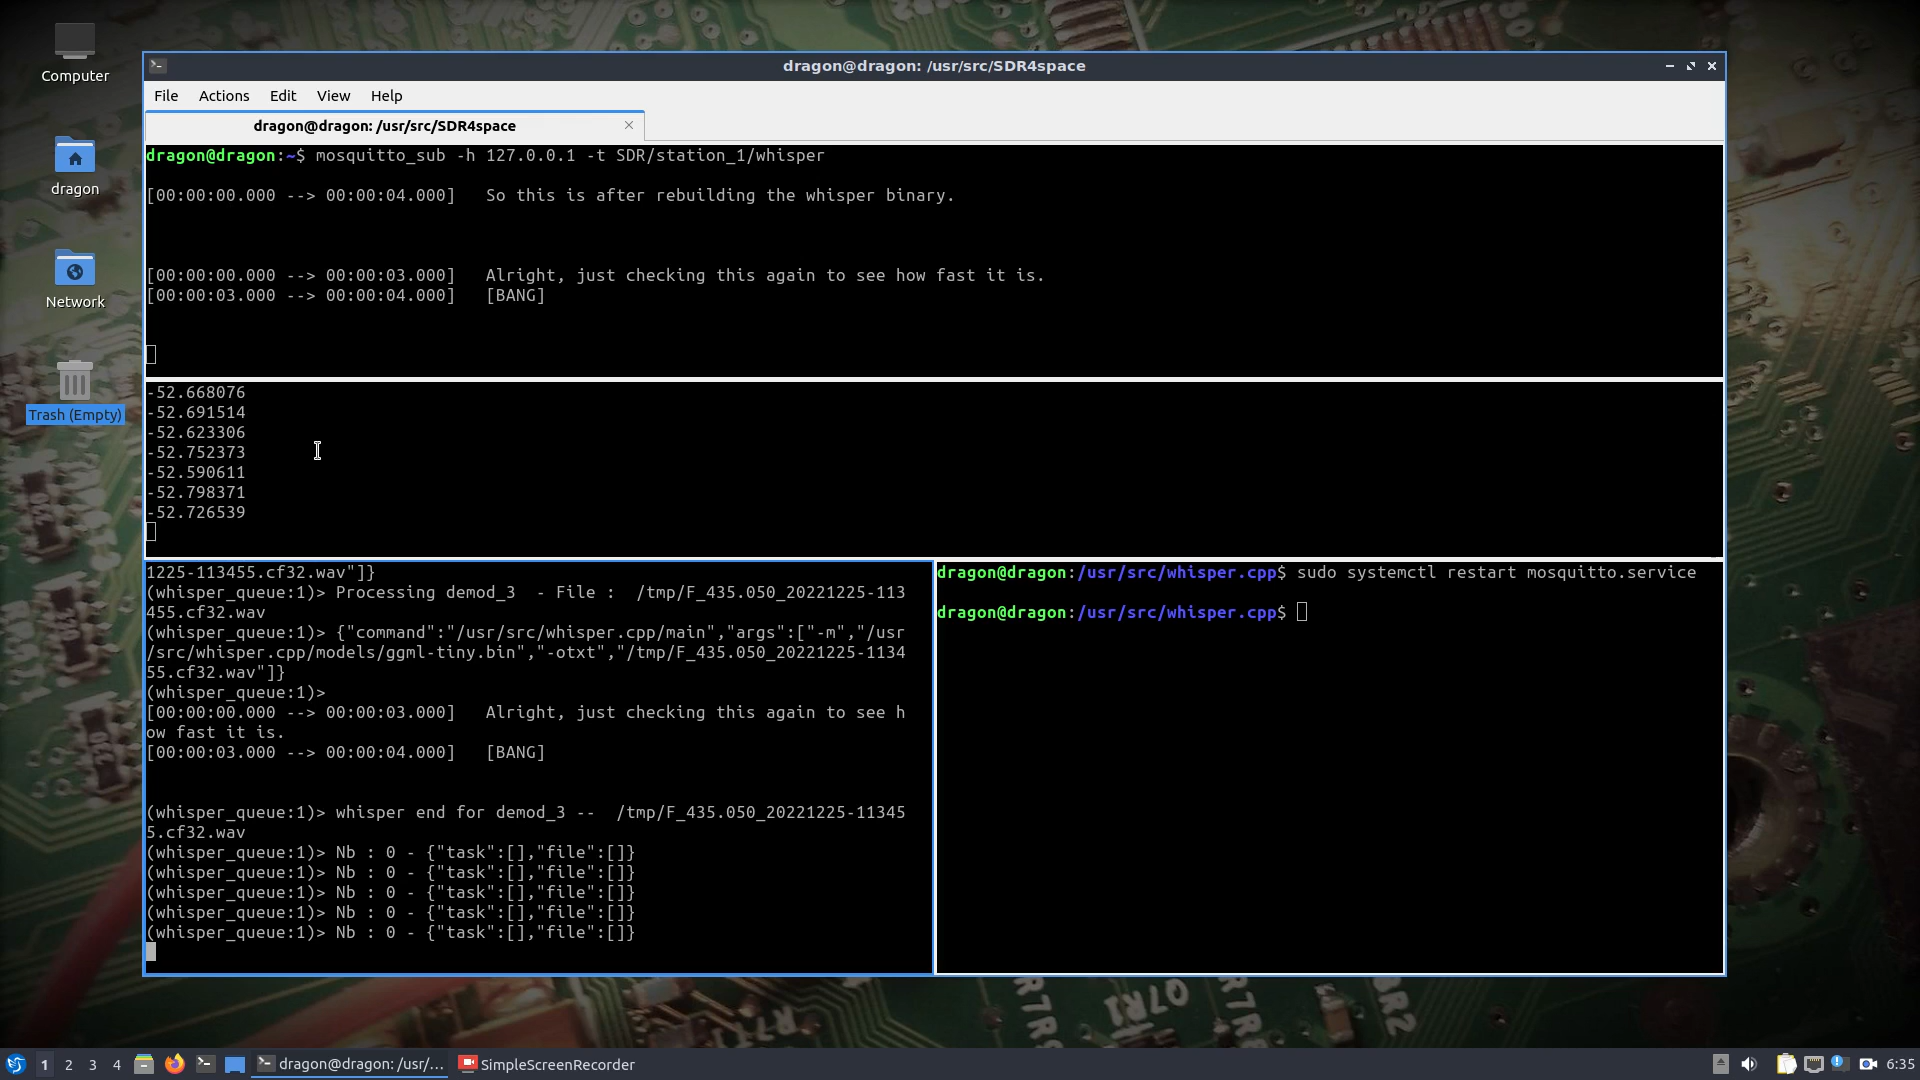 Computer
dragon
Network
Trash (Empty)
dragon@dragon: /usr/src/SDR4space
File Actions Edit View Help
dragon@dragon: /usr/src/SDR4space
dragon@dragon:~$ mosquitto_sub -h 127.0.0.1 -t SDR/station_1/whisper
[00:00:00.000 --> 00:00:04.000]   So this is after rebuilding the whisper binary.
[00:00:00.000 --> 00:00:03.000]   Alright, just checking this again to see how fast it is.
[00:00:03.000 --> 00:00:04.000]   [BANG]
-52.668076
-52.691514
-52.623306
-52.752373
-52.590611
-52.798371
-52.726539
1225-113455.cf32.wav"]}
(whisper_queue:1)> Processing demod_3  - File :  /tmp/F_435.050_20221225-113
455.cf32.wav
(whisper_queue:1)> {"command":"/usr/src/whisper.cpp/main","args":["-m","/usr
/src/whisper.cpp/models/ggml-tiny.bin","-otxt","/tmp/F_435.050_20221225-1134
55.cf32.wav"]}
(whisper_queue:1)>
[00:00:00.000 --> 00:00:03.000]   Alright, just checking this again to see h
ow fast it is.
[00:00:03.000 --> 00:00:04.000]   [BANG]
(whisper_queue:1)> whisper end for demod_3 --  /tmp/F_435.050_20221225-11345
5.cf32.wav
(whisper_queue:1)> Nb : 0 - {"task":[],"file":[]}
(whisper_queue:1)> Nb : 0 - {"task":[],"file":[]}
(whisper_queue:1)> Nb : 0 - {"task":[],"file":[]}
(whisper_queue:1)> Nb : 0 - {"task":[],"file":[]}
(whisper_queue:1)> Nb : 0 - {"task":[],"file":[]}
dragon@dragon:/usr/src/whisper.cpp$ sudo systemctl restart mosquitto.service
dragon@dragon:/usr/src/whisper.cpp$
1 2 3 4 dragon@dragon: /usr/... SimpleScreenRecorder 6:35